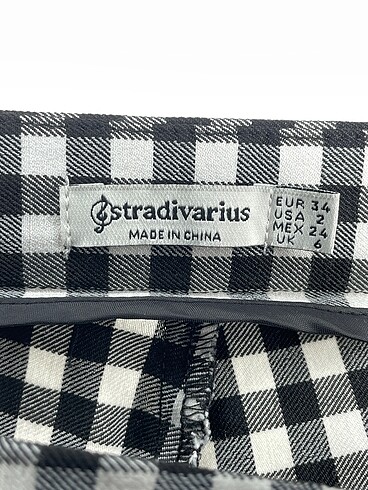 stradivarius
MADE IN CHINA
EUR 34
USA 2
MEX 24
UK 6